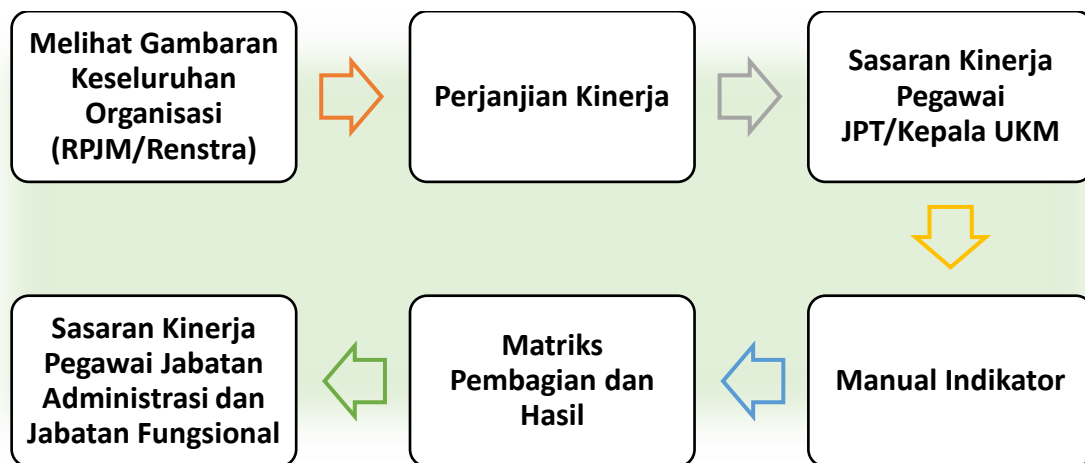 Melihat Gambaran
Keseluruhan
Organisasi
(RPJM/Renstra)
Perjanjian Kinerja
Sasaran Kinerja
Pegawai
JPT/Kepala UKM
Manual Indikator
Matriks
Pembagian dan
Hasil
Sasaran Kinerja
Pegawai Jabatan
Administrasi dan
Jabatan Fungsional